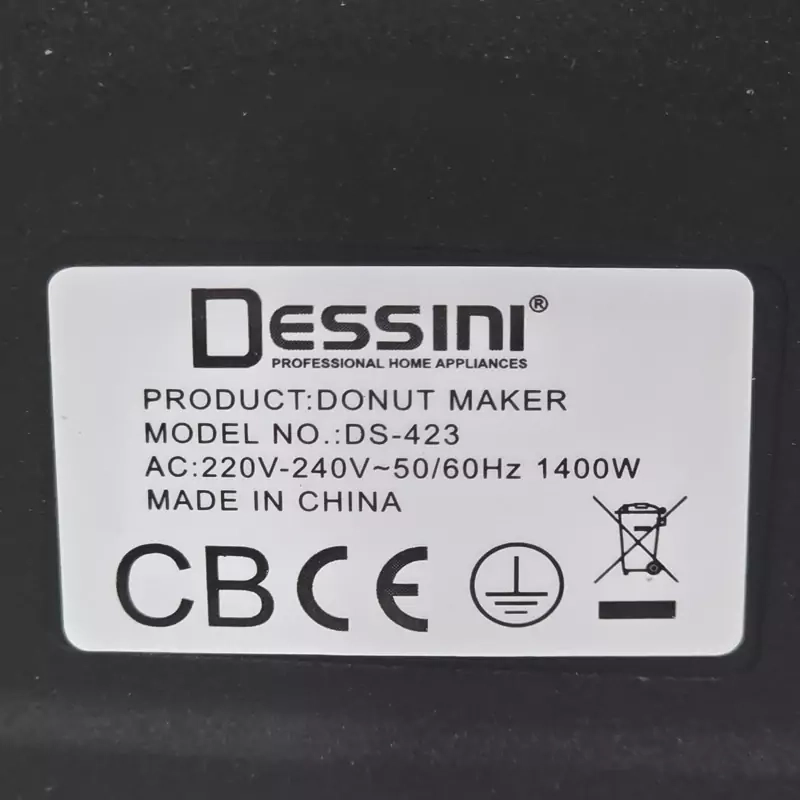 DESSINI®
PROFESSIONAL HOME APPLIANCES
PRODUCT:DONUT MAKER
MODEL NO.:DS-423
AC:220V-240V~50/60Hz 1400W
MADE IN CHINA
CB CE